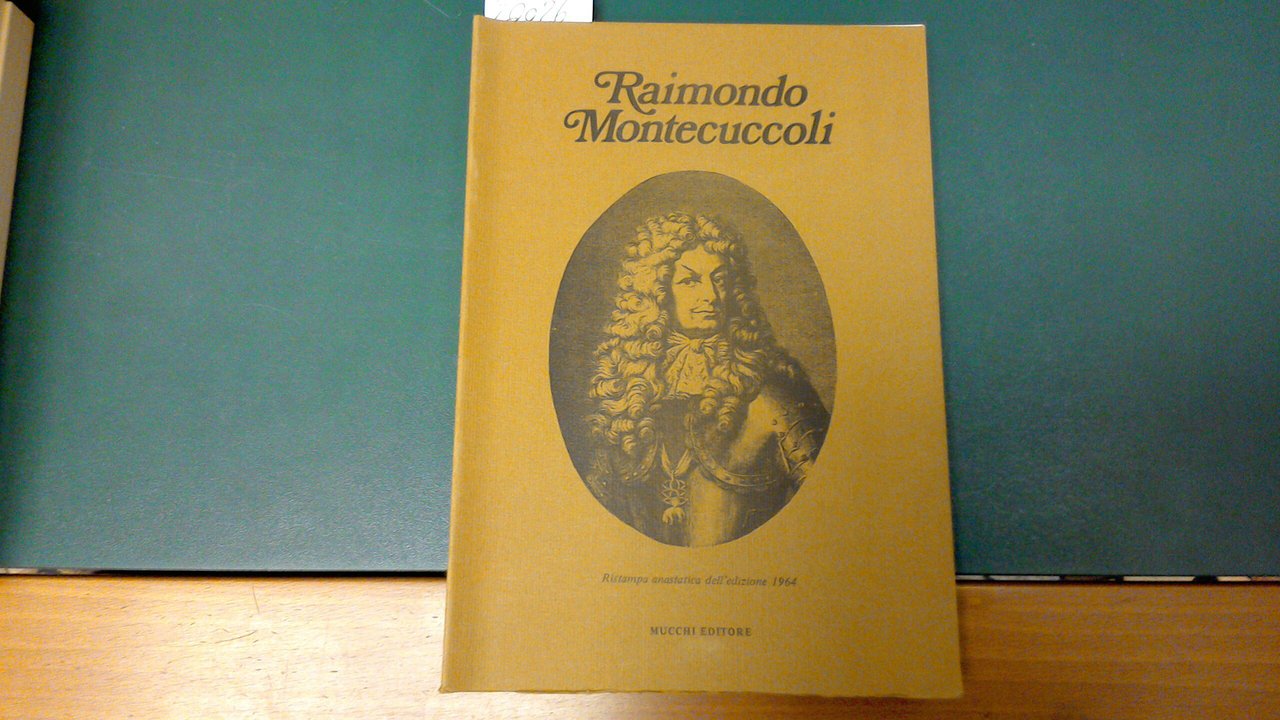 Raimondo
Montecuccoli
Ristampa anastatica dell'edizione 1964
MUCCHI EDITORE